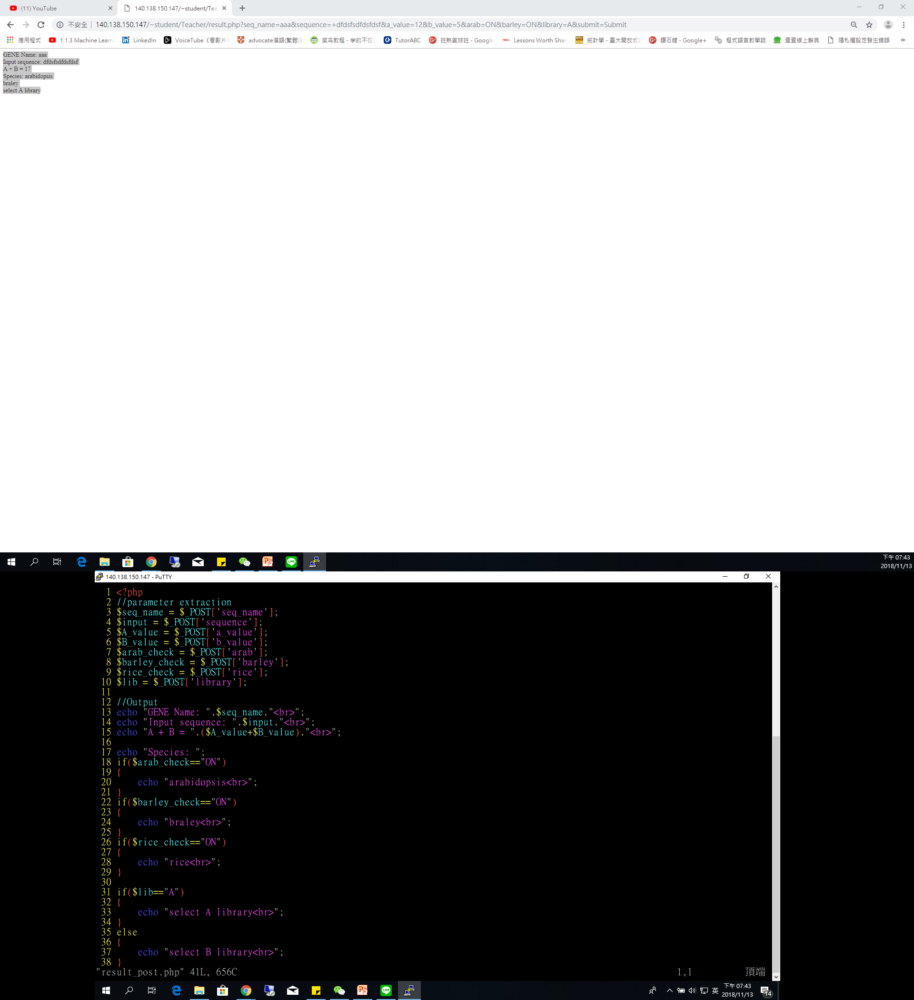 (11) YouTube
140.138.150.147/~student/Tea
不安全 140.138.150.147/~student/Teacher/result.php?seq_name=aaa&sequence=+dfdsfsdfdsfdsf&a_value=12&b_value=5&arab=ON&barley=ON&library=A&submit=Submit
應用程式 1.1.3 Machine Learn LinkedIn VoiceTube《看影片 advocate漢語(繁體) 菜鸟教程 - 学的不仅 TutorABC 班熱氣球班 - Google Lessons Worth Shar 統計學 - 臺大開放式 鑽石糖 - Google+ 程式語言教學誌 查查線上辭典 隱私權設定發生錯誤 »
GENE Name: aaa
Input sequence: dfdsfsdfdsfdsf
A + B = 17
Species: arabidopsis
braley
select A library
下午 07:43
2018/11/13
140.138.150.147 - PuTTY
1 <?php
2 //parameter extraction
3 $seq_name = $_POST['seq_name'];
4 $input = $_POST['sequence'];
5 $A_value = $_POST['a_value'];
6 $B_value = $_POST['b_value'];
7 $arab_check = $_POST['arab'];
8 $barley_check = $_POST['barley'];
9 $rice_check = $_POST['rice'];
10 $lib = $_POST['library'];
11
12 //Output
13 echo "GENE Name: ".$seq_name."<br>";
14 echo "Input sequence: ".$input."<br>";
15 echo "A + B = ".($A_value+$B_value)."<br>";
16
17 echo "Species: ";
18 if($arab_check=="ON")
19 {
20     echo "arabidopsis<br>";
21 }
22 if($barley_check=="ON")
23 {
24     echo "braley<br>";
25 }
26 if($rice_check=="ON")
27 {
28     echo "rice<br>";
29 }
30
31 if($lib=="A")
32 {
33     echo "select A library<br>";
34 }
35 else
36 {
37     echo "select B library<br>";
38 }
"result_post.php" 41L, 656C 1,1 頂端
英 下午 07:43
2018/11/13
14